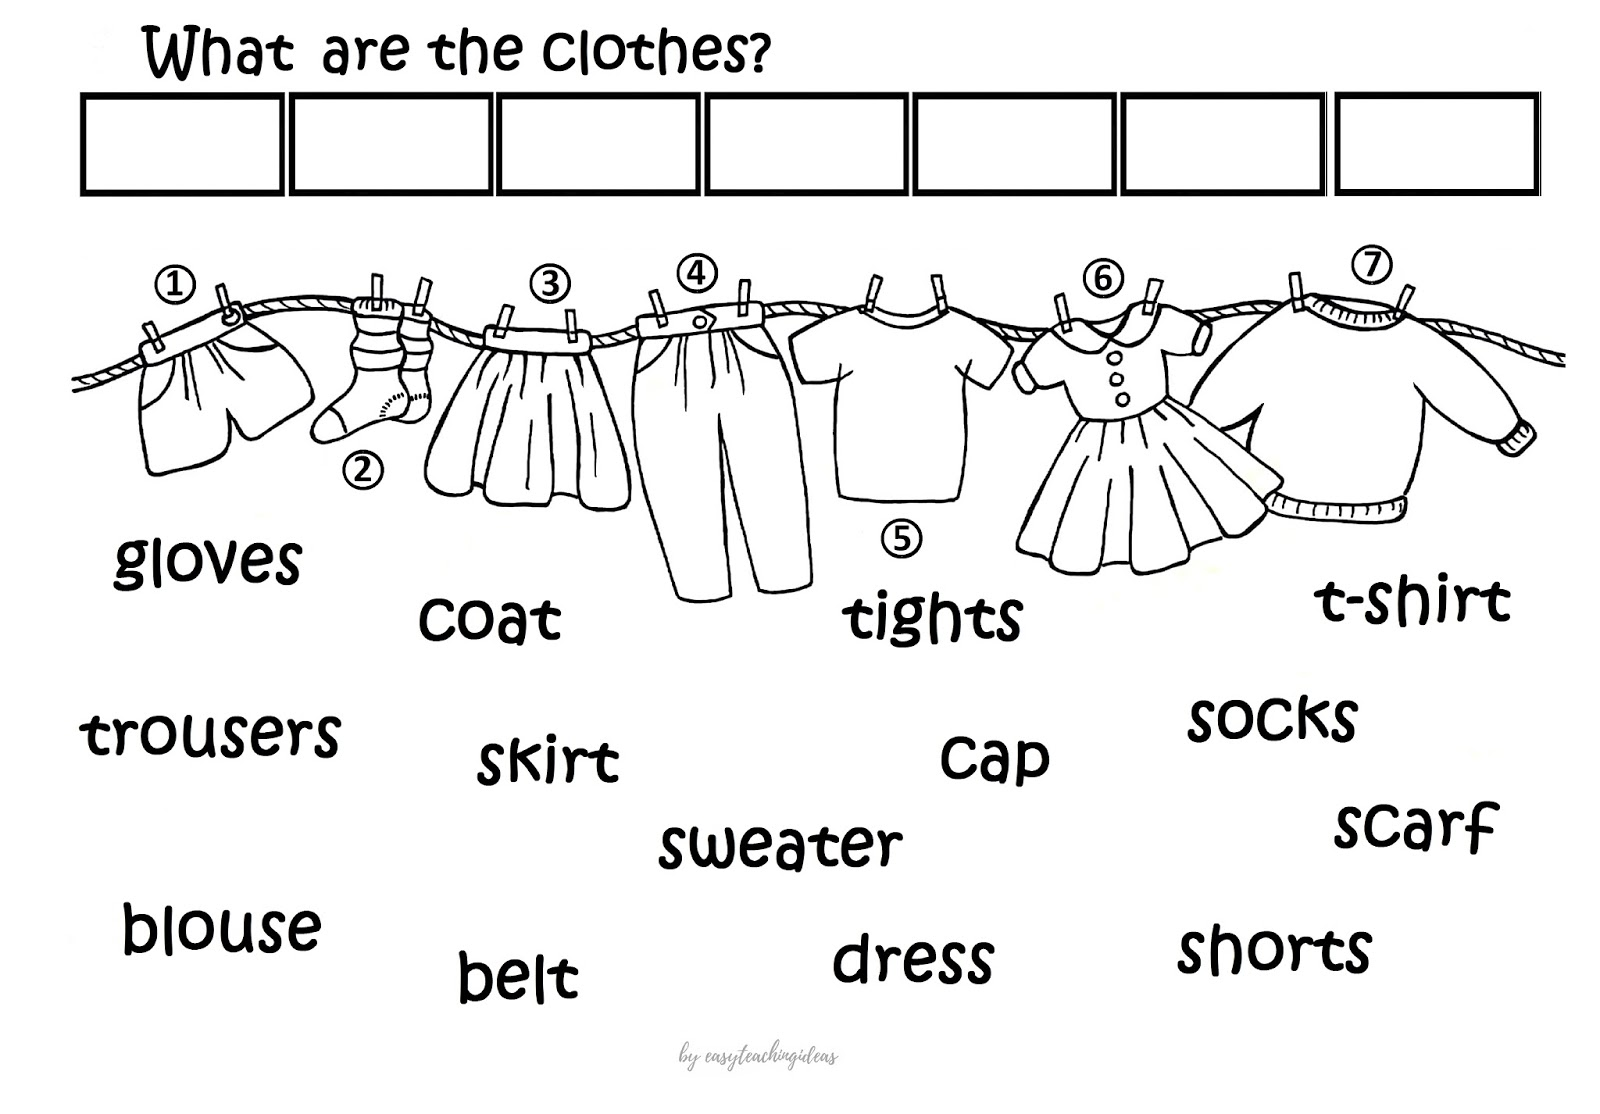 What are the clothes?
① ③ ④ ⑥ ⑦
②
⑤
gloves
coat tights t-shirt
trousers skirt cap socks
sweater scarf
blouse belt dress shorts
by easyteachingideas